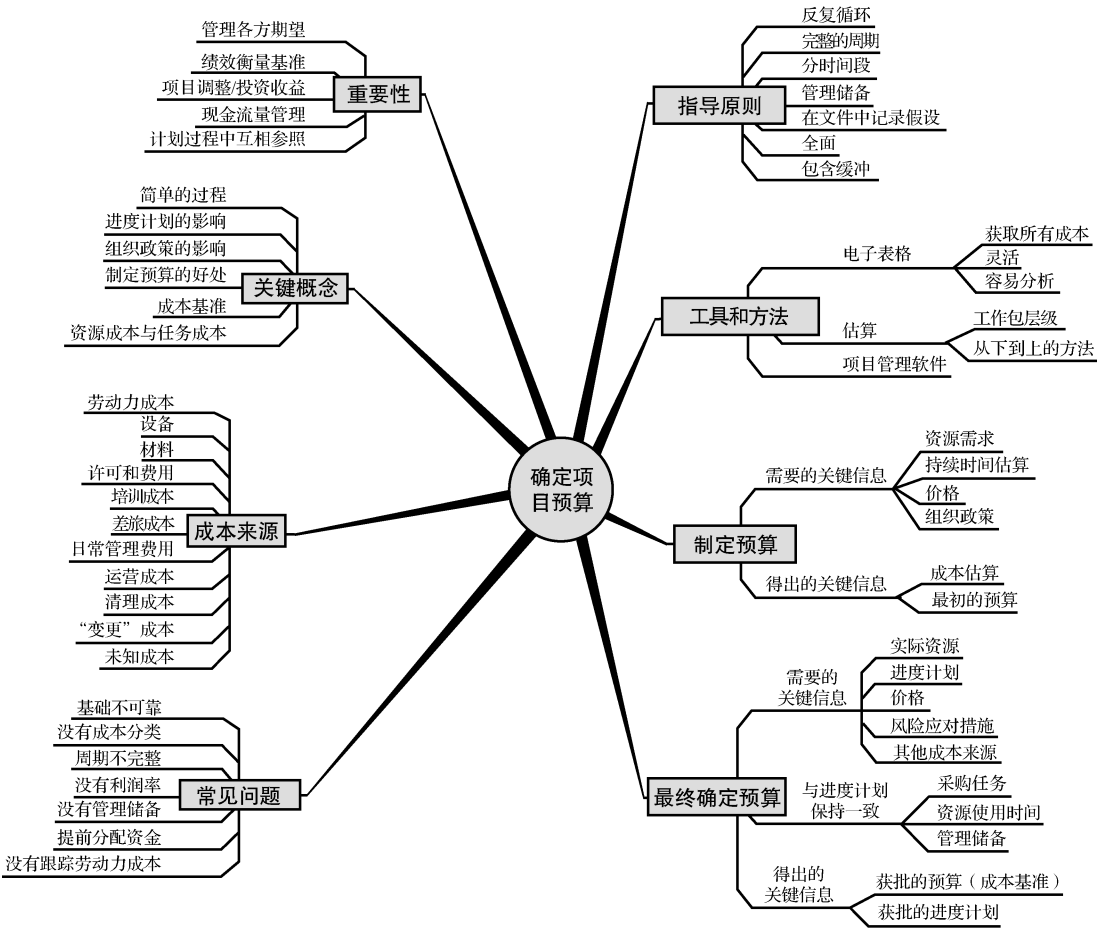 确定项
目预算
重要性
管理各方期望
绩效衡量基准
项目调整/投资收益
现金流量管理
计划过程中互相参照
关键概念
简单的过程
进度计划的影响
组织政策的影响
制定预算的好处
成本基准
资源成本与任务成本
成本来源
劳动力成本
设备
材料
许可和费用
培训成本
差旅成本
日常管理费用
运营成本
清理成本
“变更”成本
未知成本
常见问题
基础不可靠
没有成本分类
周期不完整
没有利润率
没有管理储备
提前分配资金
没有跟踪劳动力成本
指导原则
反复循环
完整的周期
分时间段
管理储备
在文件中记录假设
全面
包含缓冲
工具和方法
电子表格
获取所有成本
灵活
容易分析
估算
工作包层级
从下到上的方法
项目管理软件
制定预算
需要的关键信息
资源需求
持续时间估算
价格
组织政策
得出的关键信息
成本估算
最初的预算
最终确定预算
需要的
关键信息
实际资源
进度计划
价格
风险应对措施
其他成本来源
与进度计划
保持一致
采购任务
资源使用时间
管理储备
得出的
关键信息
获批的预算（成本基准）
获批的进度计划